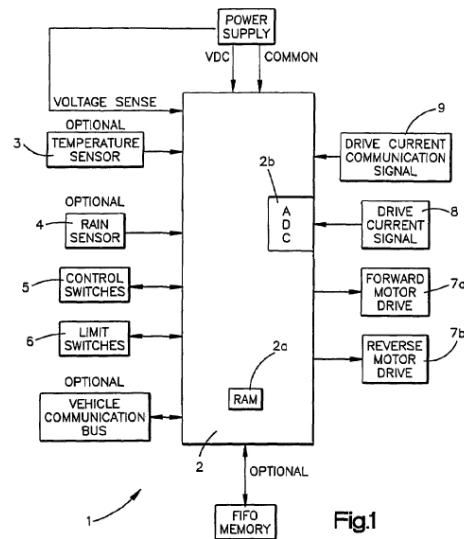 POWER
SUPPLY
VDC
COMMON
VOLTAGE SENSE
OPTIONAL
3
TEMPERATURE
SENSOR
OPTIONAL
4
RAIN
SENSOR
5
CONTROL
SWITCHES
6
LIMIT
SWITCHES
OPTIONAL
VEHICLE
COMMUNICATION
BUS
2b
A
D
C
2a
RAM
2
9
DRIVE CURRENT
COMMUNICATION
SIGNAL
8
DRIVE
CURRENT
SIGNAL
7a
FORWARD
MOTOR
DRIVE
7b
REVERSE
MOTOR
DRIVE
OPTIONAL
FIFO
MEMORY
1
Fig.1